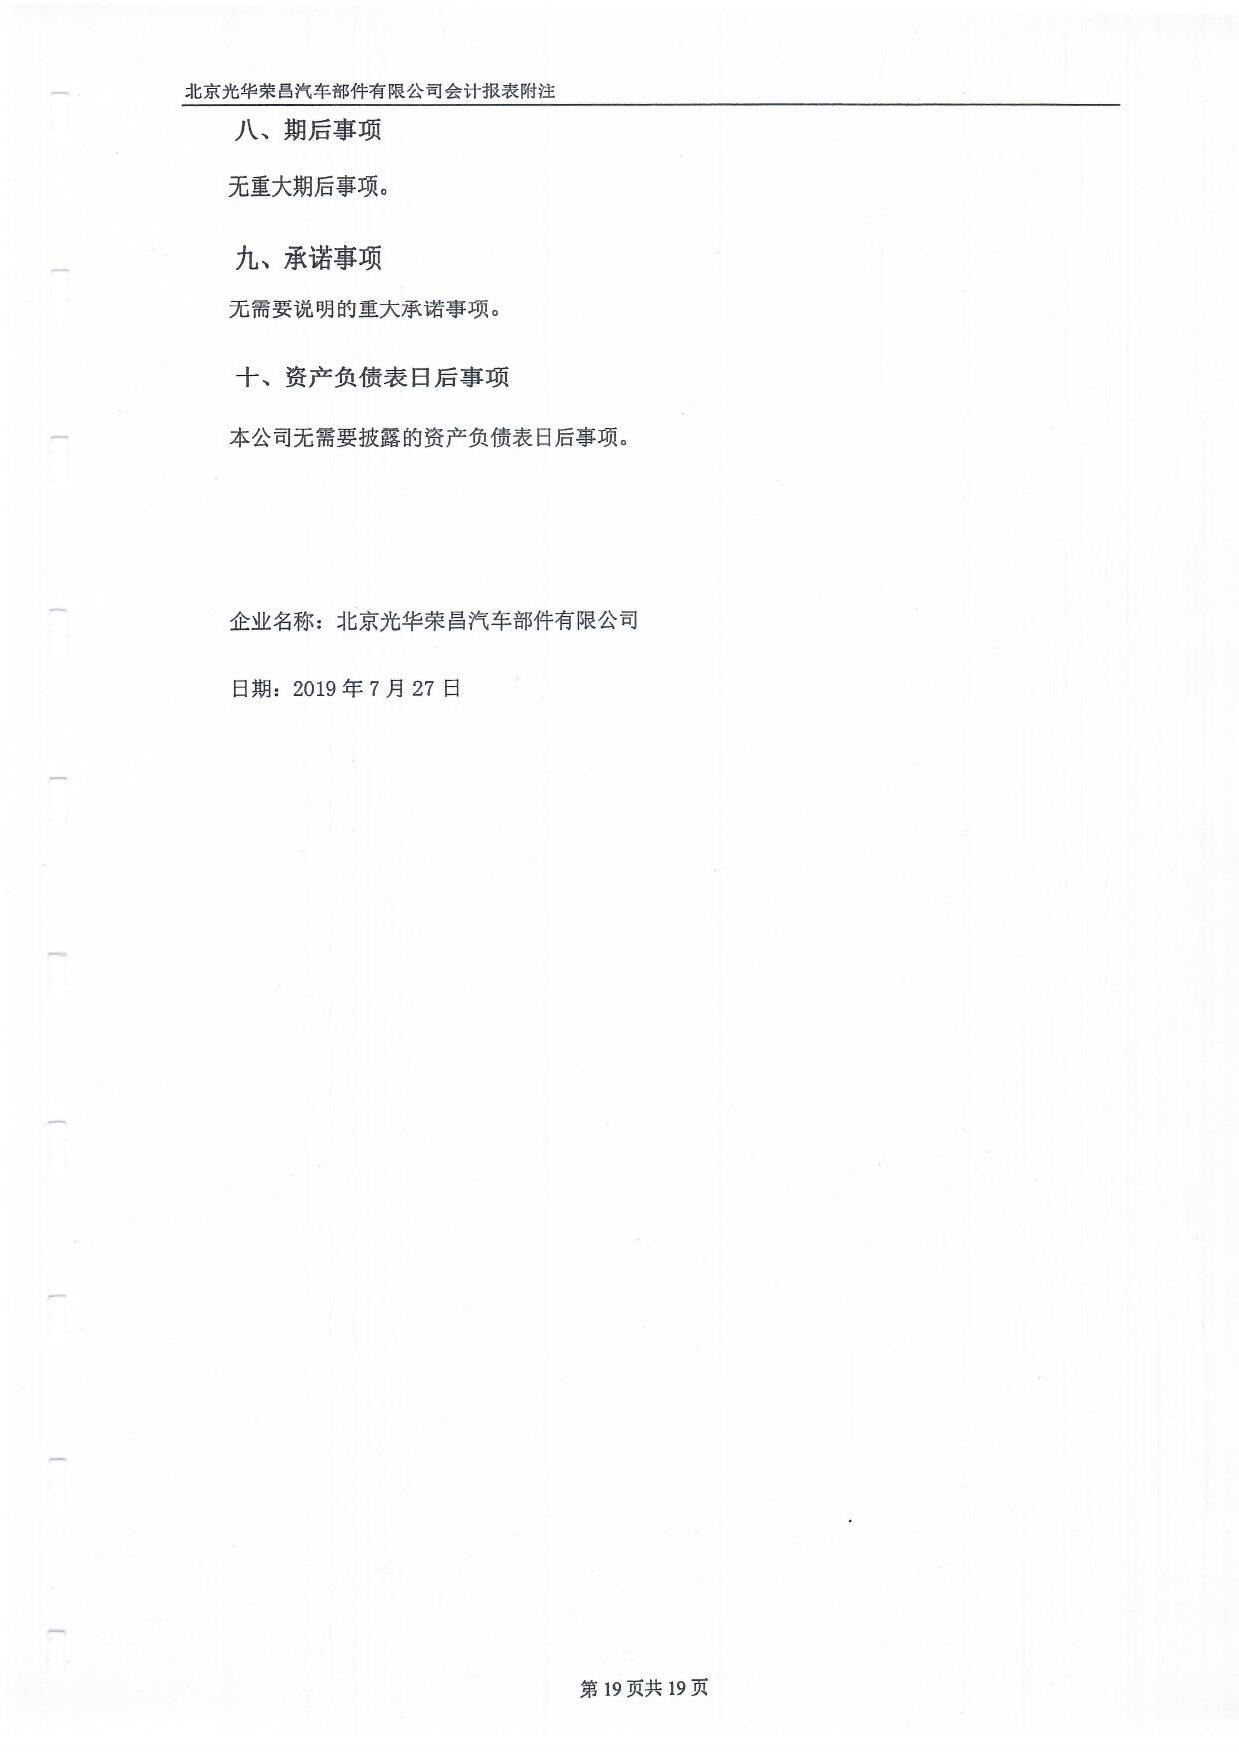 北京光华荣昌汽车部件有限公司会计报表附注
八、期后事项
无重大期后事项。
九、承诺事项
无需要说明的重大承诺事项。
十、资产负债表日后事项
本公司无需要披露的资产负债表日后事项。
企业名称：北京光华荣昌汽车部件有限公司
日期：2019 年 7 月 27 日
第 19 页共 19 页